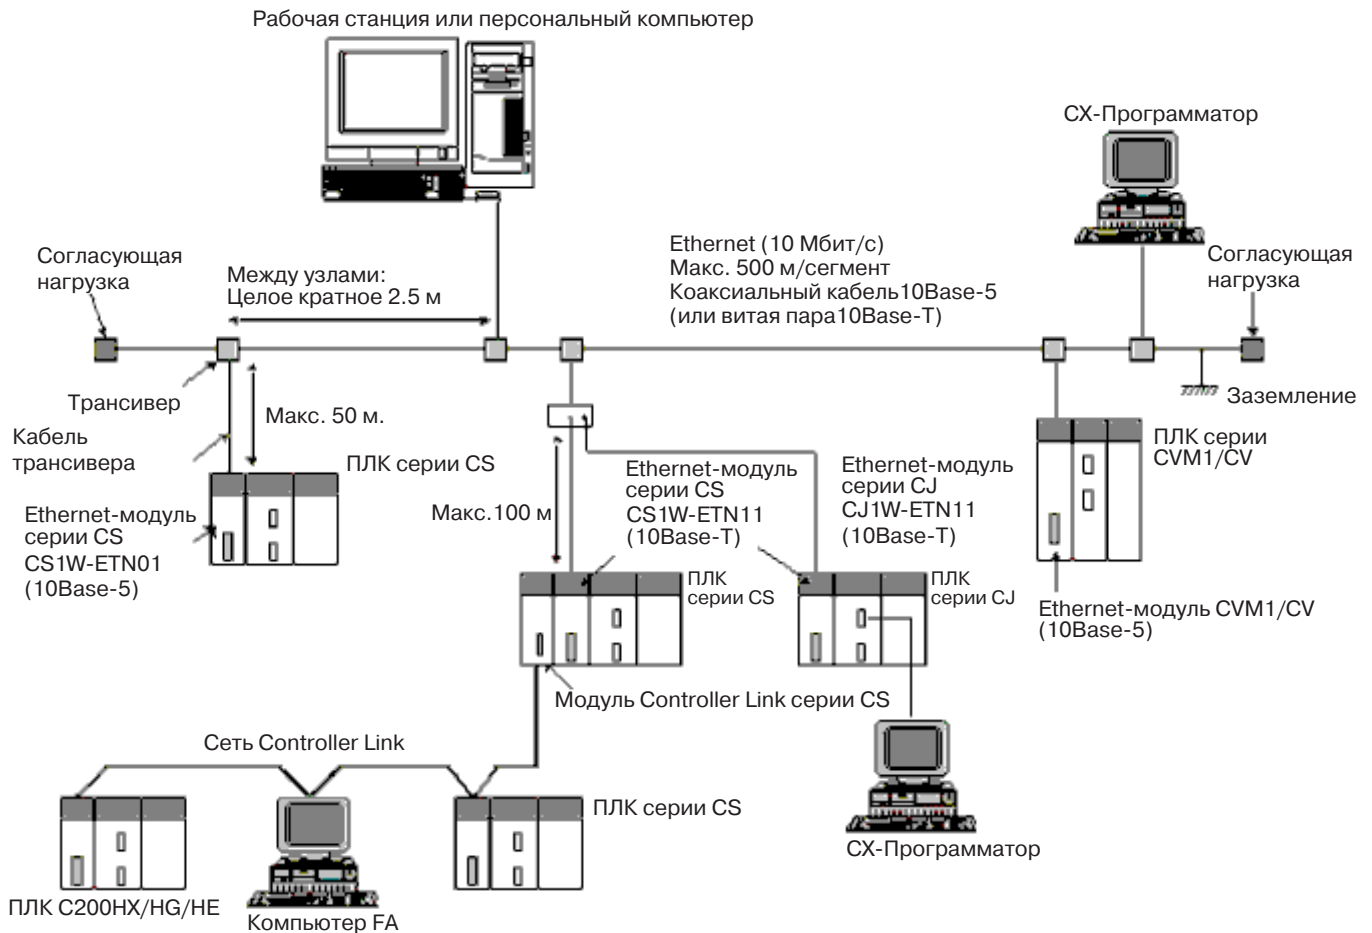 Рабочая станция или персональный компьютер
CX-Программатор
Согласующая
нагрузка
Между узлами:
Целое кратное 2.5 м
Ethernet (10 Мбит/с)
Макс. 500 м/сегмент
Коаксиальный кабель10Base-5
(или витая пара10Base-T)
Согласующая
нагрузка
Трансивер
Макс. 50 м.
Заземление
Кабель
трансивера
ПЛК серии CS
Ethernet-модуль
серии CS
CS1W-ETN01
(10Base-5)
Макс.100 м
Ethernet-модуль
серии CS
CS1W-ETN11
(10Base-T)
Ethernet-модуль
серии CJ
CJ1W-ETN11
(10Base-T)
ПЛК серии
CVM1/CV
ПЛК
серии CS
ПЛК
серии CJ
Ethernet-модуль CVM1/CV
(10Base-5)
Модуль Controller Link серии CS
Сеть Controller Link
ПЛК серии CS
CX-Программатор
ПЛК C200HX/HG/HE
Компьютер FA